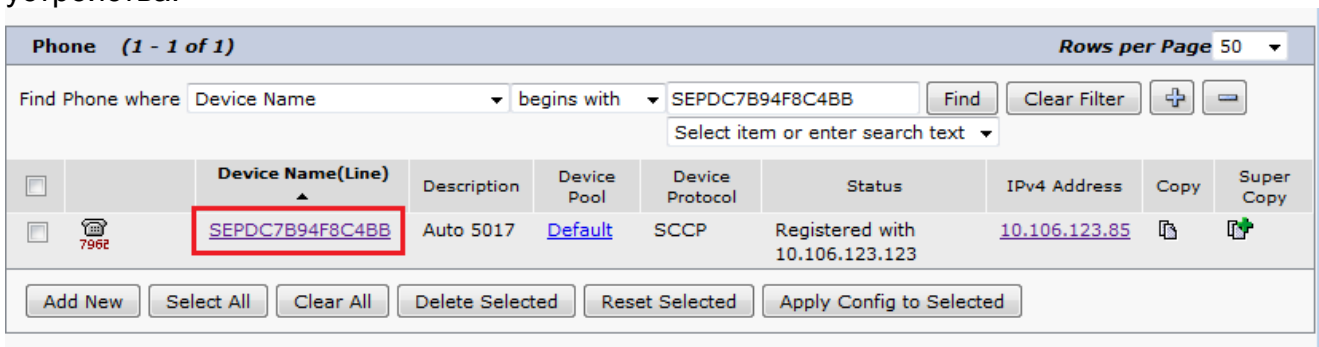 устройства.
Phone (1 - 1 of 1) Rows per Page 50
Find Phone where Device Name begins with SEPDC7B94F8C4BB Find Clear Filter
Select item or enter search text
Device Name(Line) Description Device Pool Device Protocol Status IPv4 Address Copy Super Copy
7962 SEPDC7B94F8C4BB Auto 5017 Default SCCP Registered with 10.106.123.85
10.106.123.123
Add New Select All Clear All Delete Selected Reset Selected Apply Config to Selected